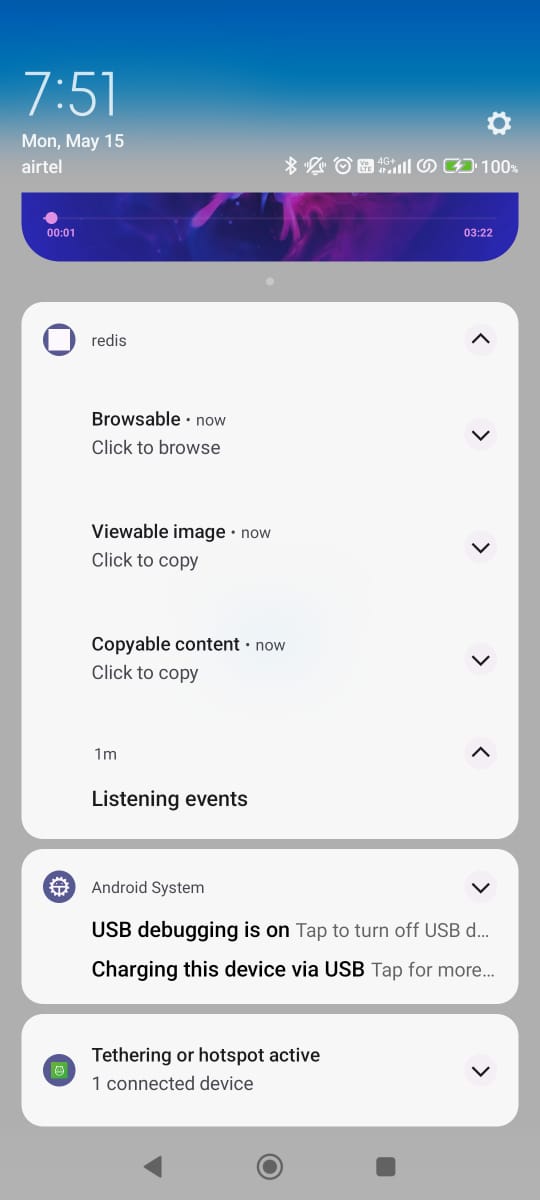 7:51
Mon, May 15
airtel
Vo LTE 4G+ 100%
00:01 03:22
redis
Browsable • now
Click to browse
Viewable image • now
Click to copy
Copyable content • now
Click to copy
1m
Listening events
Android System
USB debugging is on Tap to turn off USB d...
Charging this device via USB Tap for more...
Tethering or hotspot active
1 connected device